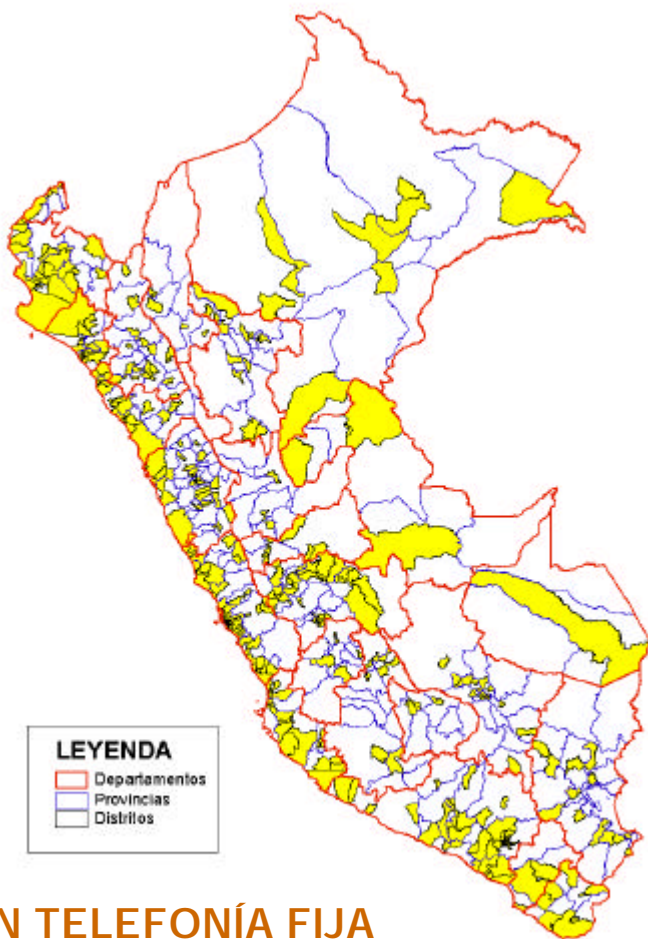 LEYENDA
Departamentos
Provincias
Distritos
N TELEFONÍA FIJA